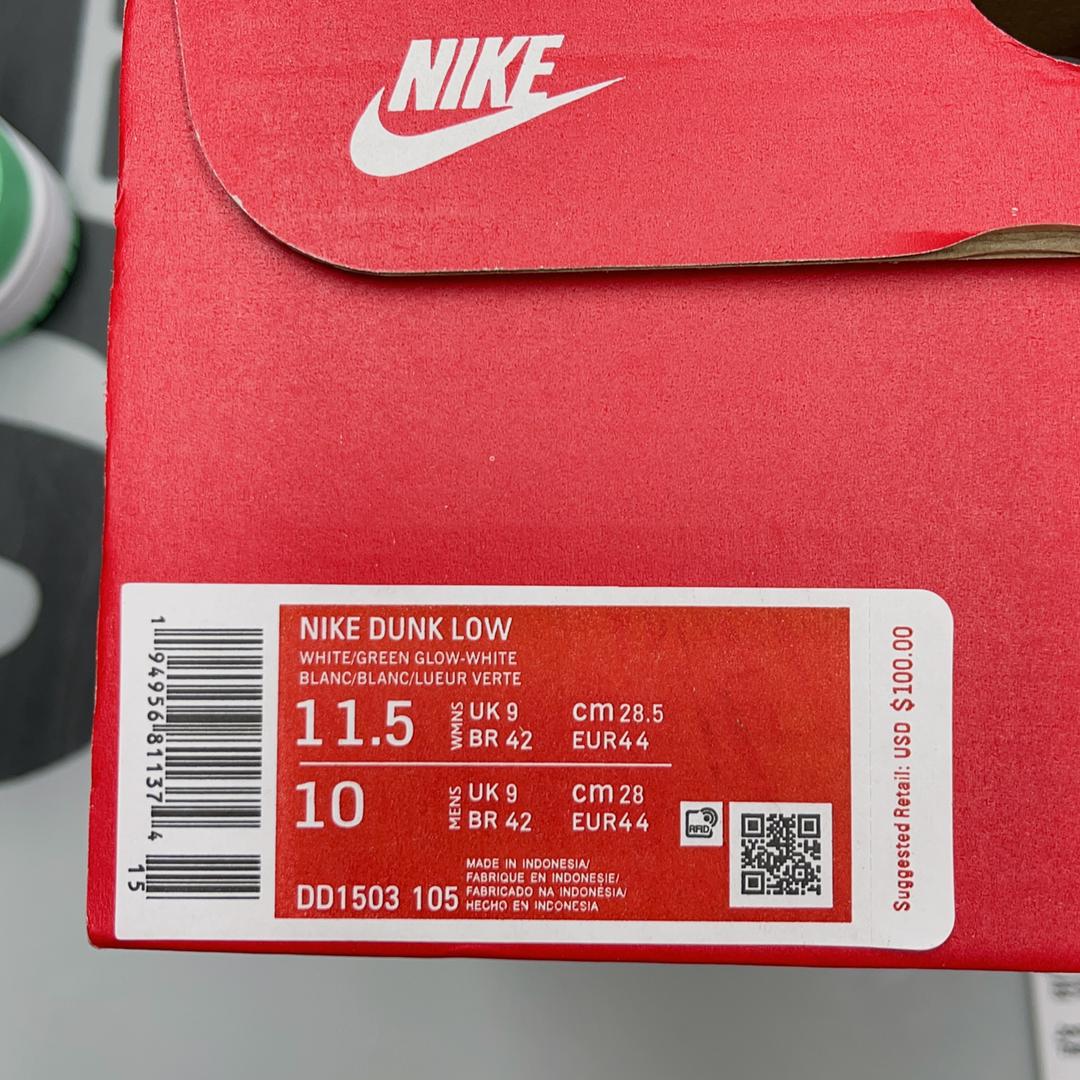 NIKE
NIKE DUNK LOW
WHITE/GREEN GLOW-WHITE
BLANC/BLANC/LUEUR VERTE
11.5 WMNS UK 9 cm 28.5
BR 42 EUR44
10 MENS UK 9 cm 28
BR 42 EUR44
RFID
MADE IN INDONESIA/
FABRIQUE EN INDONESIE/
FABRICADO NA INDONÉSIA/
HECHO EN INDONESIA
DD1503 105
1 94956 81137 4
15
Suggested Retail: USD $100.00